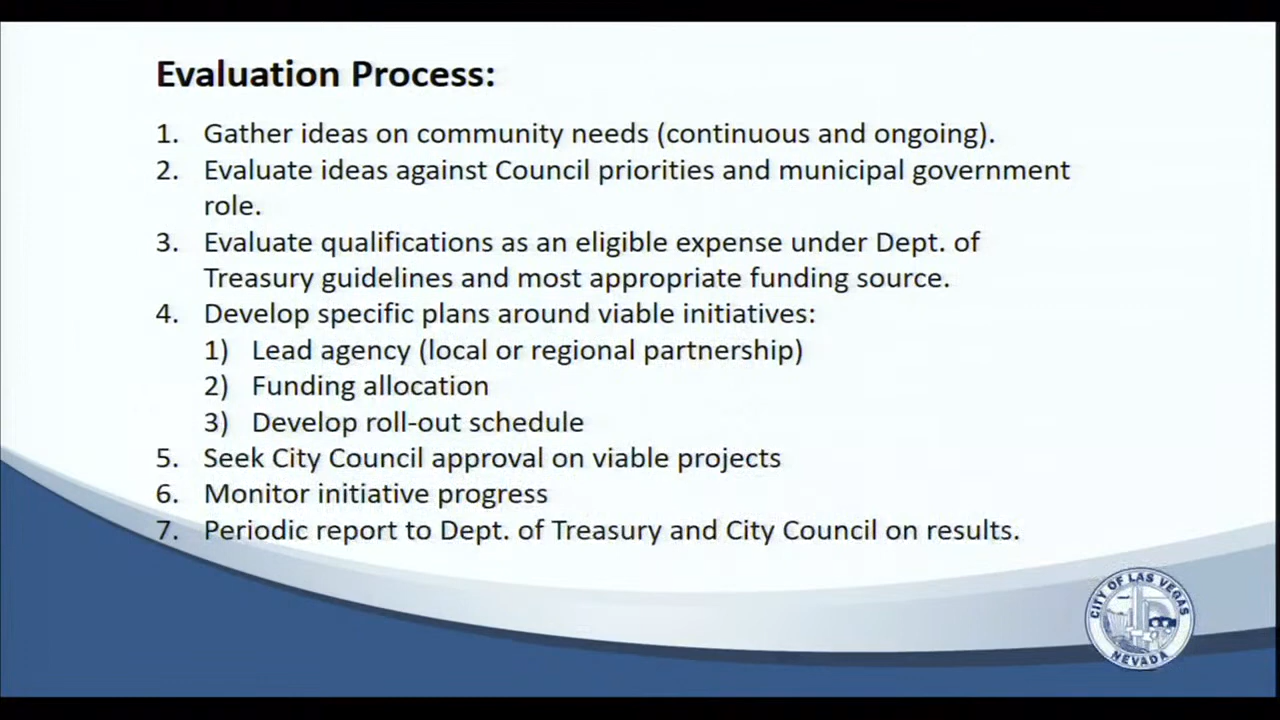 Evaluation Process:
1. Gather ideas on community needs (continuous and ongoing).
2. Evaluate ideas against Council priorities and municipal government
role.
3. Evaluate qualifications as an eligible expense under Dept. of
Treasury guidelines and most appropriate funding source.
4. Develop specific plans around viable initiatives:
1) Lead agency (local or regional partnership)
2) Funding allocation
3) Develop roll-out schedule
5. Seek City Council approval on viable projects
6. Monitor initiative progress
7. Periodic report to Dept. of Treasury and City Council on results.
CITY OF LAS VEGAS
NEVADA